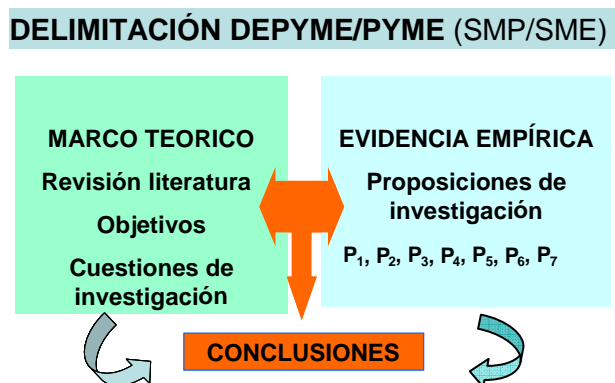 DELIMITACIÓN DEPYME/PYME (SMP/SME)
MARCO TEORICO
Revisión literatura
Objetivos
Cuestiones de
investigación
EVIDENCIA EMPÍRICA
Proposiciones de
investigación
P1, P2, P3, P4, P5, P6, P7
CONCLUSIONES